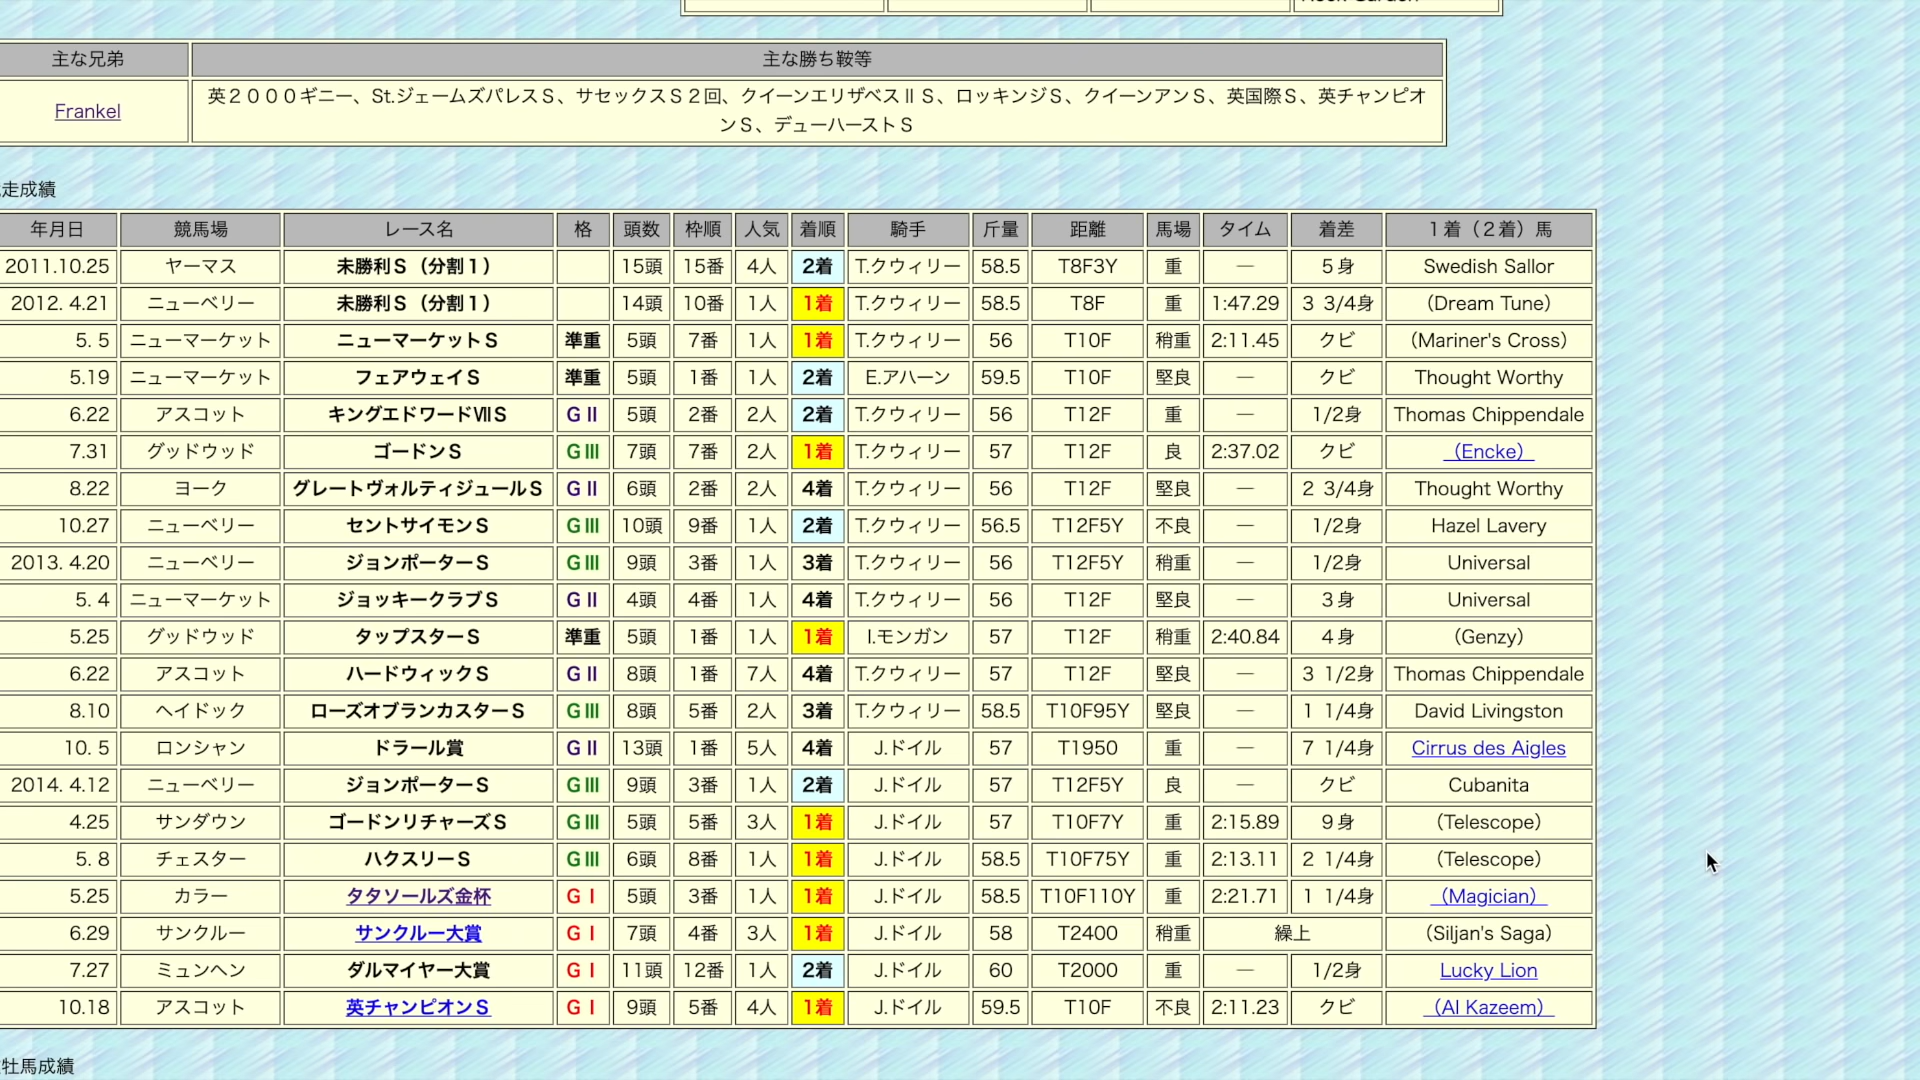 主な兄弟 主な勝ち鞍等
Frankel 英２０００ギニー、St.ジェームズパレスＳ、サセックスＳ２回、クイーンエリザベスⅡＳ、ロッキンジＳ、クイーンアンＳ、英国際Ｓ、英チャンピオ
ンＳ、デューハーストＳ
走成績
年月日 競馬場 レース名 格 頭数 枠順 人気 着順 騎手 斤量 距離 馬場 タイム 着差 １着（２着）馬
2011.10.25 ヤーマス 未勝利Ｓ（分割１） 15頭 15番 4人 2着 T.クウィリー 58.5 T8F3Y 重 ― ５身 Swedish Sallor
2012. 4.21 ニューベリー 未勝利Ｓ（分割１） 14頭 10番 1人 1着 T.クウィリー 58.5 T8F 重 1:47.29 ３ 3/4身 （Dream Tune）
5. 5 ニューマーケット ニューマーケットＳ 準重 5頭 7番 1人 1着 T.クウィリー 56 T10F 稍重 2:11.45 クビ （Mariner's Cross）
5.19 ニューマーケット フェアウェイＳ 準重 5頭 1番 1人 2着 E.アハーン 59.5 T10F 堅良 ― クビ Thought Worthy
6.22 アスコット キングエドワードⅦＳ GⅡ 5頭 2番 2人 2着 T.クウィリー 56 T12F 重 ― 1/2身 Thomas Chippendale
7.31 グッドウッド ゴードンＳ GⅢ 7頭 7番 2人 1着 T.クウィリー 57 T12F 良 2:37.02 クビ （Encke）
8.22 ヨーク グレートヴォルティジュールＳ GⅡ 6頭 2番 2人 4着 T.クウィリー 56 T12F 堅良 ― ２ 3/4身 Thought Worthy
10.27 ニューベリー セントサイモンＳ GⅢ 10頭 9番 1人 2着 T.クウィリー 56.5 T12F5Y 不良 ― 1/2身 Hazel Lavery
2013. 4.20 ニューベリー ジョンポーターＳ GⅢ 9頭 3番 1人 3着 T.クウィリー 56 T12F5Y 稍重 ― 1/2身 Universal
5. 4 ニューマーケット ジョッキークラブＳ GⅡ 4頭 4番 1人 4着 T.クウィリー 56 T12F 堅良 ― ３身 Universal
5.25 グッドウッド タップスターＳ 準重 5頭 1番 1人 1着 I.モンガン 57 T12F 稍重 2:40.84 ４身 （Genzy）
6.22 アスコット ハードウィックＳ GⅡ 8頭 1番 7人 4着 T.クウィリー 57 T12F 堅良 ― ３ 1/2身 Thomas Chippendale
8.10 ヘイドック ローズオブランカスターＳ GⅢ 8頭 5番 2人 3着 T.クウィリー 58.5 T10F95Y 堅良 ― １ 1/4身 David Livingston
10. 5 ロンシャン ドラール賞 GⅡ 13頭 1番 5人 4着 J.ドイル 57 T1950 重 ― ７ 1/4身 Cirrus des Aigles
2014. 4.12 ニューベリー ジョンポーターＳ GⅢ 9頭 3番 1人 2着 J.ドイル 57 T12F5Y 良 ― クビ Cubanita
4.25 サンダウン ゴードンリチャーズＳ GⅢ 5頭 5番 3人 1着 J.ドイル 57 T10F7Y 重 2:15.89 ９身 （Telescope）
5. 8 チェスター ハクスリーＳ GⅢ 6頭 8番 1人 1着 J.ドイル 58.5 T10F75Y 重 2:13.11 ２ 1/4身 （Telescope）
5.25 カラー タタソールズ金杯 GⅠ 5頭 3番 1人 1着 J.ドイル 58.5 T10F110Y 重 2:21.71 １ 1/4身 （Magician）
6.29 サンクルー サンクルー大賞 GⅠ 7頭 4番 3人 1着 J.ドイル 58 T2400 稍重 繰上 （Siljan's Saga）
7.27 ミュンヘン ダルマイヤー大賞 GⅠ 11頭 12番 1人 2着 J.ドイル 60 T2000 重 ― 1/2身 Lucky Lion
10.18 アスコット 英チャンピオンＳ GⅠ 9頭 5番 4人 1着 J.ドイル 59.5 T10F 不良 2:11.23 クビ （Al Kazeem）
牡馬成績